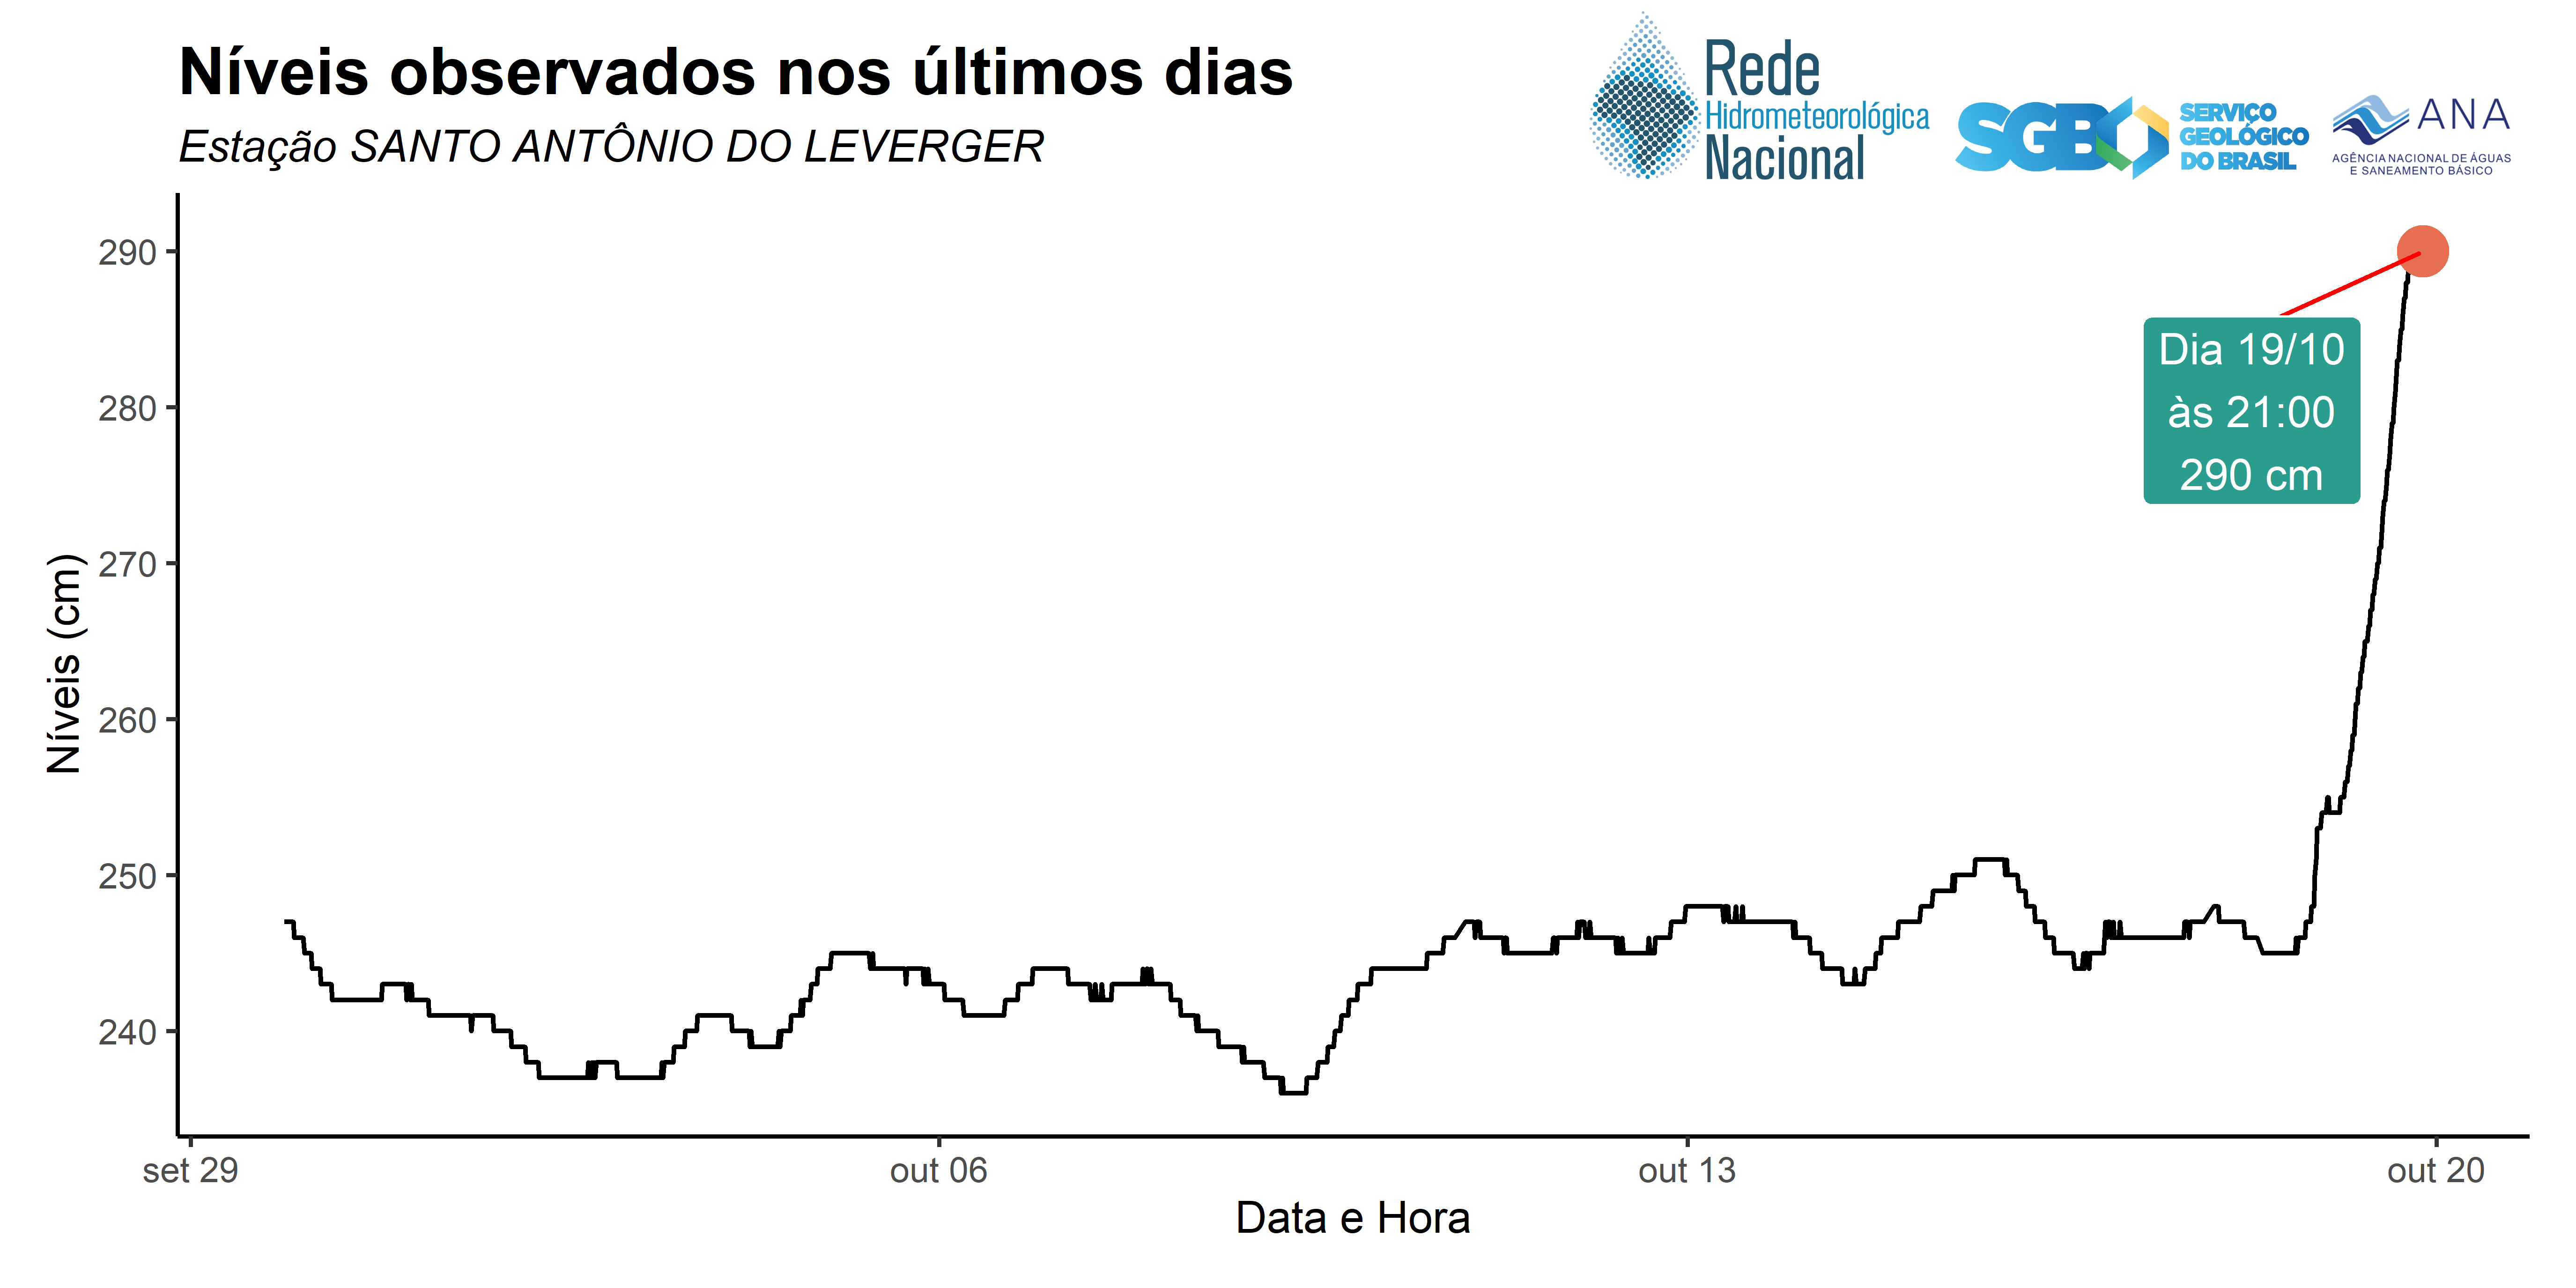 Níveis observados nos últimos dias
Estação SANTO ANTÔNIO DO LEVERGER
Rede
Hidrometeorológica
Nacional
SGB
SERVIÇO
GEOLÓGICO
DO BRASIL
ANA
AGÊNCIA NACIONAL DE ÁGUAS
E SANEAMENTO BÁSICO
290
280
270
260
250
240
Níveis (cm)
Dia 19/10
às 21:00
290 cm
set 29
out 06
out 13
out 20
Data e Hora